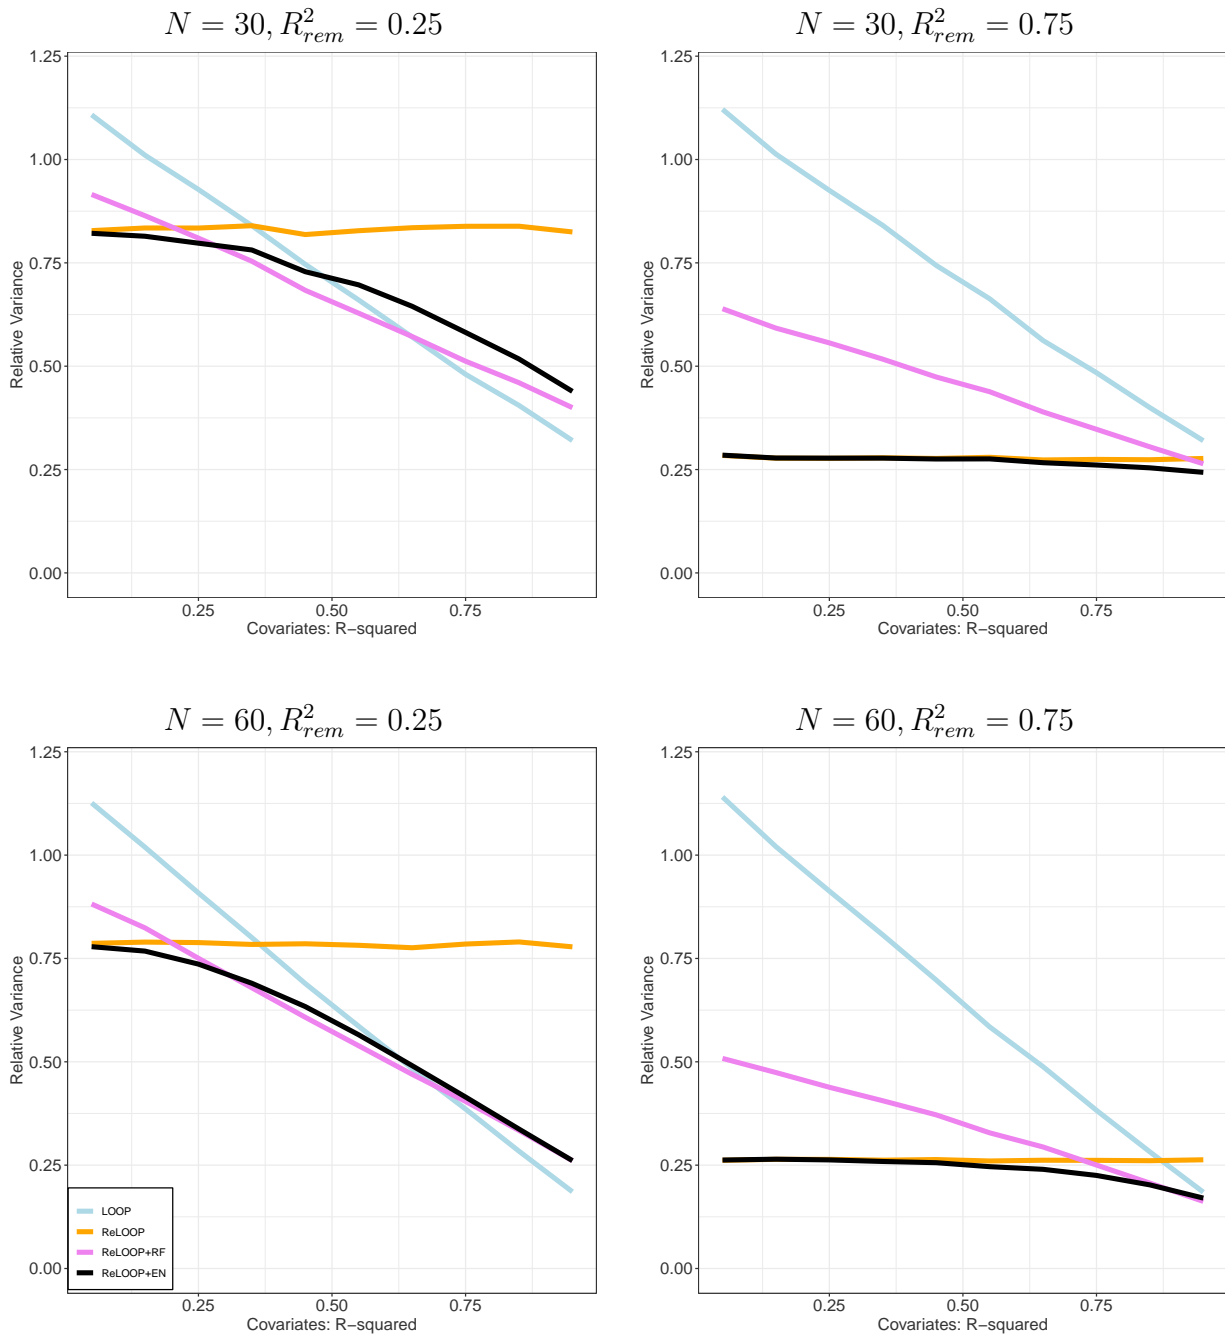 N = 30, R²_rem = 0.25
1.25
1.00
0.75
0.50
0.25
0.00
Relative Variance
0.25 0.50 0.75
Covariates: R−squared
N = 30, R²_rem = 0.75
1.25
1.00
0.75
0.50
0.25
0.00
Relative Variance
0.25 0.50 0.75
Covariates: R−squared
N = 60, R²_rem = 0.25
1.25
1.00
0.75
0.50
0.25
0.00
Relative Variance
LOOP
ReLOOP
ReLOOP+RF
ReLOOP+EN
0.25 0.50 0.75
Covariates: R−squared
N = 60, R²_rem = 0.75
1.25
1.00
0.75
0.50
0.25
0.00
Relative Variance
0.25 0.50 0.75
Covariates: R−squared